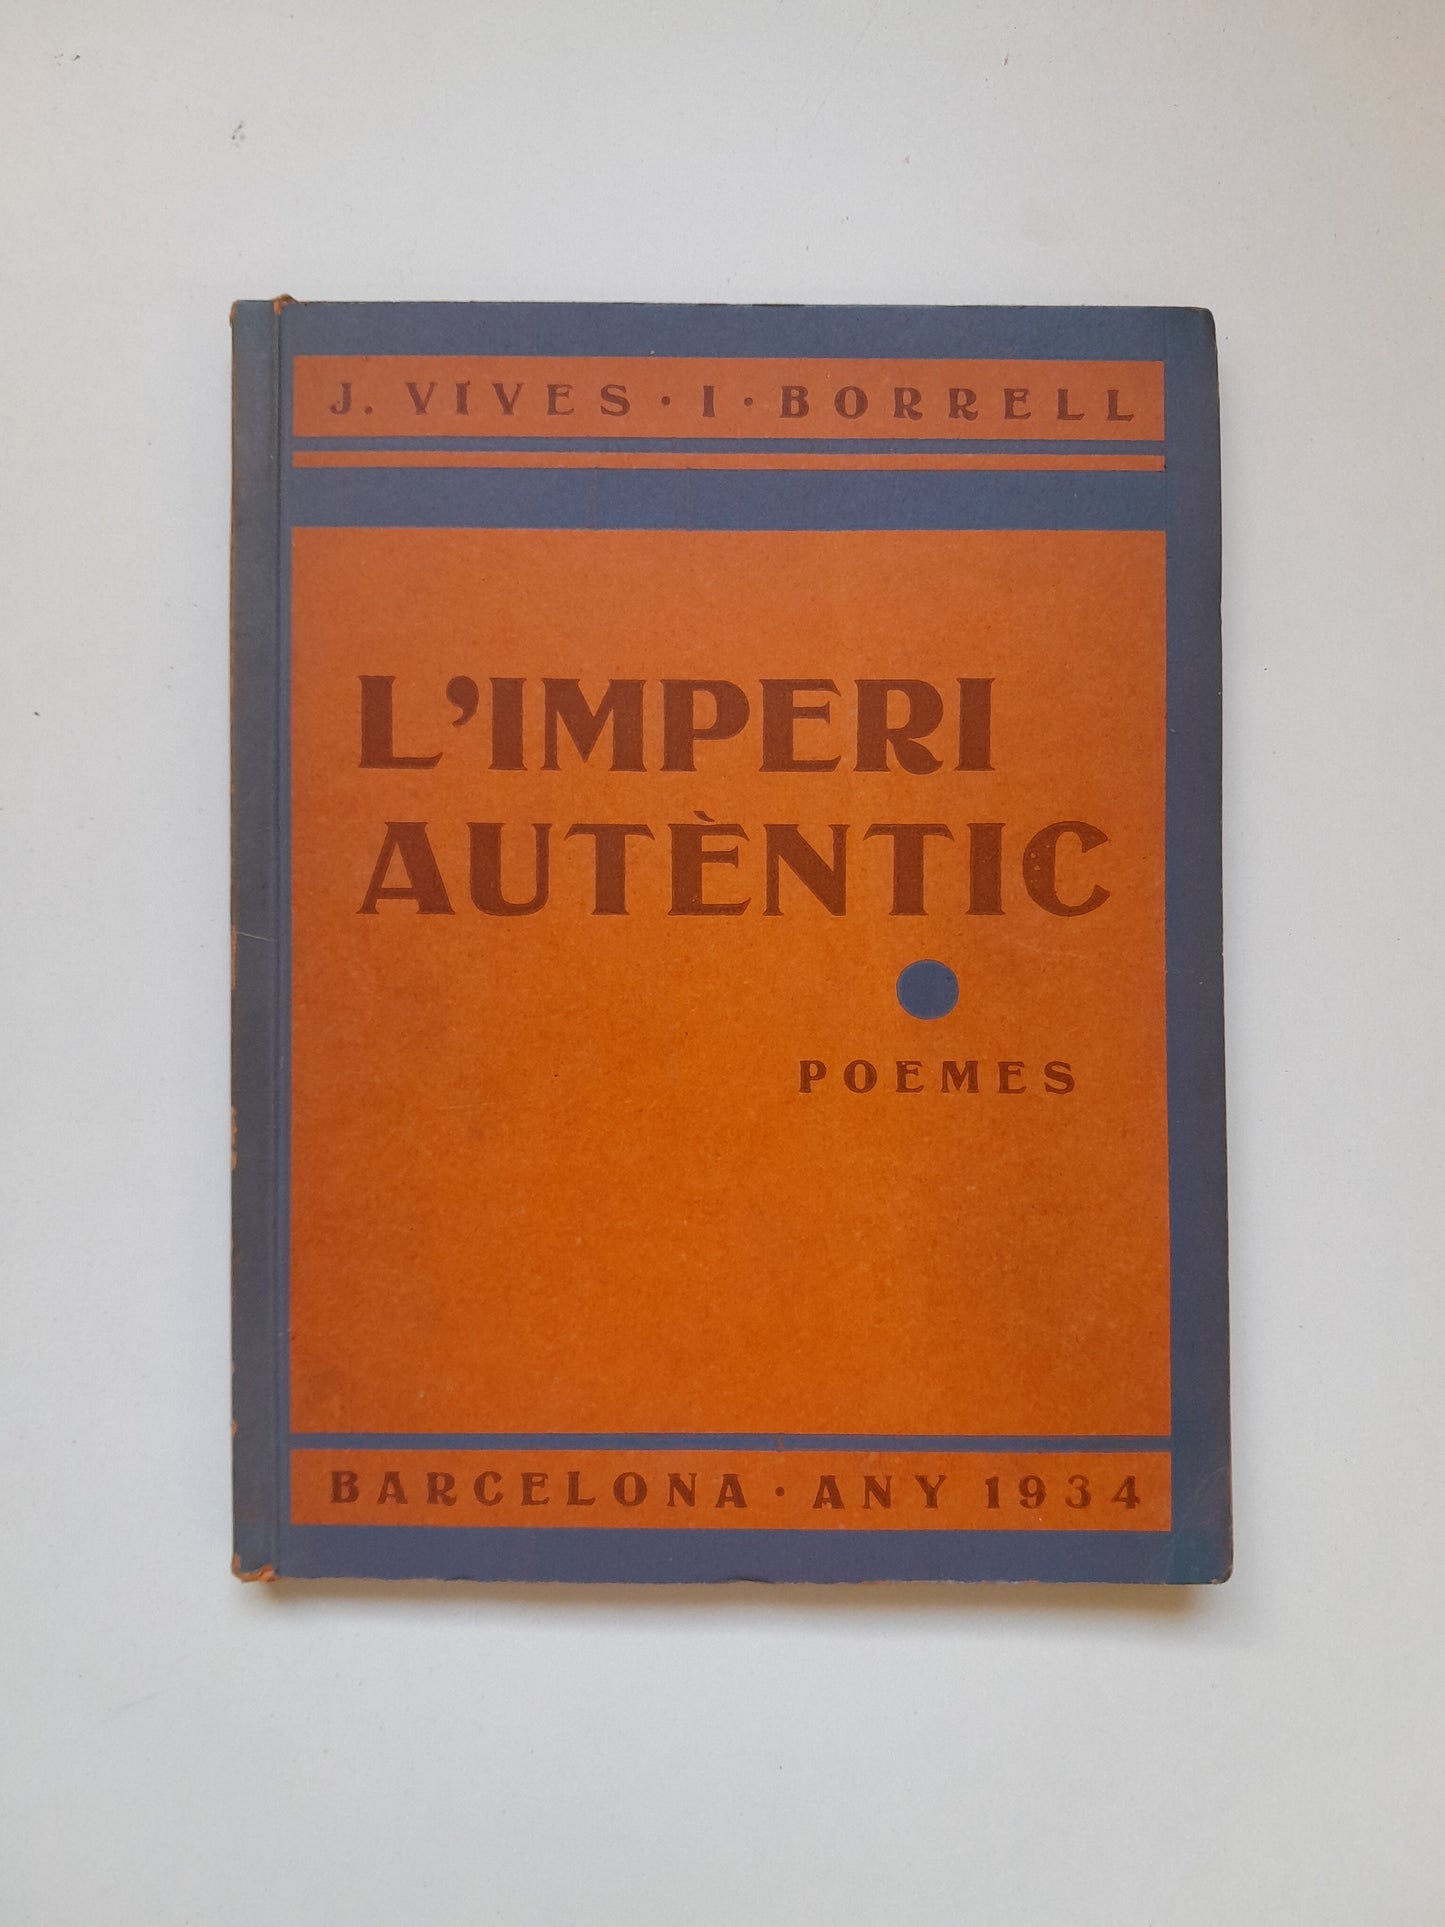 J. VIVES · I · BORRELL
L'IMPERI
AUTÈNTIC
POEMES
BARCELONA · ANY 1934